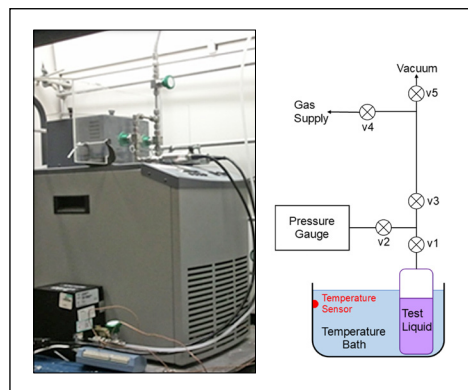 Vacuum
v5
Gas
Supply
v4
v3
Pressure
Gauge
v2
v1
Temperature
Sensor
Test
Liquid
Temperature
Bath